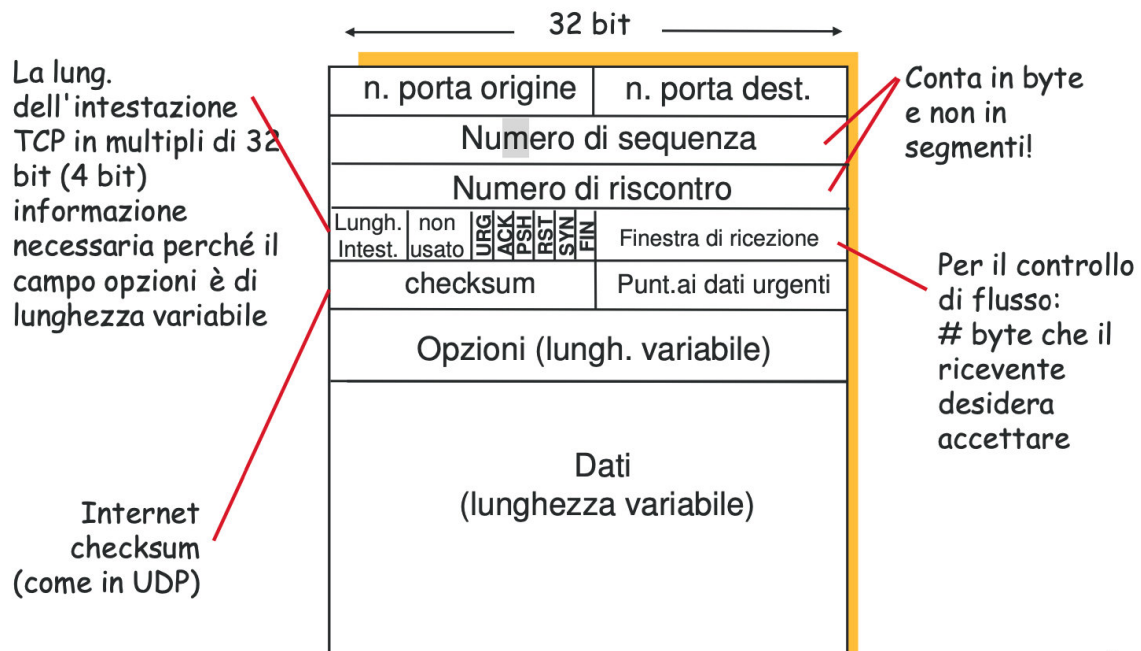 32 bit
La lung.
dell'intestazione
TCP in multipli di 32
bit (4 bit)
informazione
necessaria perché il
campo opzioni è di
lunghezza variabile
Internet
checksum
(come in UDP)
n. porta origine
n. porta dest.
Numero di sequenza
Numero di riscontro
Lungh.
Intest.
non
usato
URG
ACK
PSH
RST
SYN
FIN
Finestra di ricezione
checksum
Punt.ai dati urgenti
Opzioni (lungh. variabile)
Dati
(lunghezza variabile)
Conta in byte
e non in
segmenti!
Per il controllo
di flusso:
# byte che il
ricevente
desidera
accettare